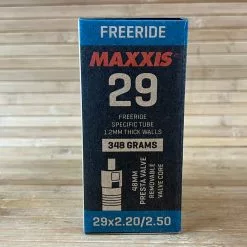 FREERIDE
MAXXIS
29
FREERIDE
SPECIFIC TUBE
1.2MM THICK WALLS
348 GRAMS
48MM
PRESTA VALVE
REMOVABLE
VALVE CORE
29x2.20/2.50